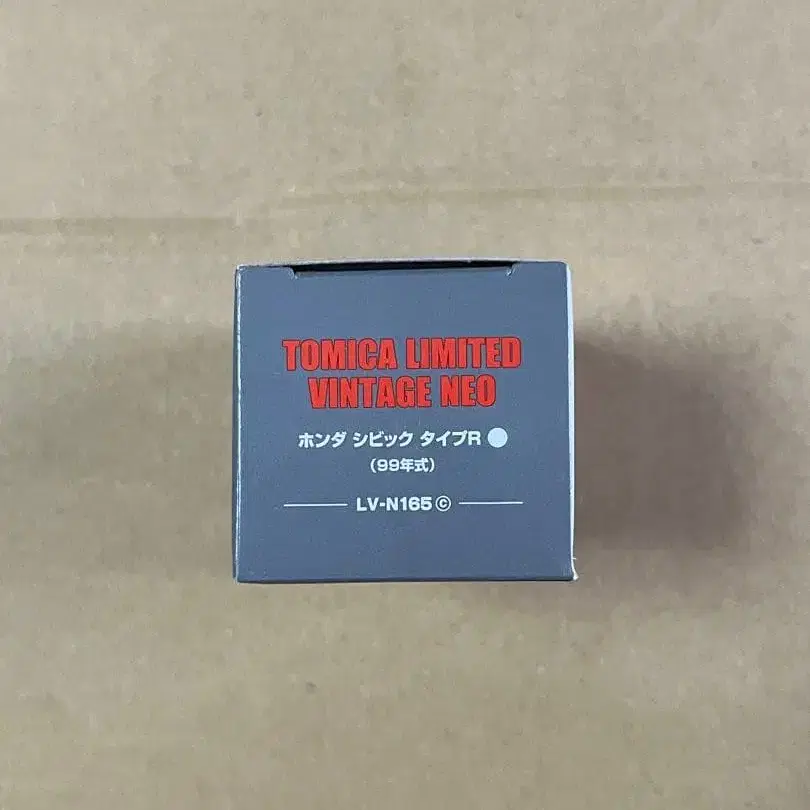 TOMICA LIMITED
VINTAGE NEO
ホンダ シビック タイプR
(99年式)
LV-N165ⓒ